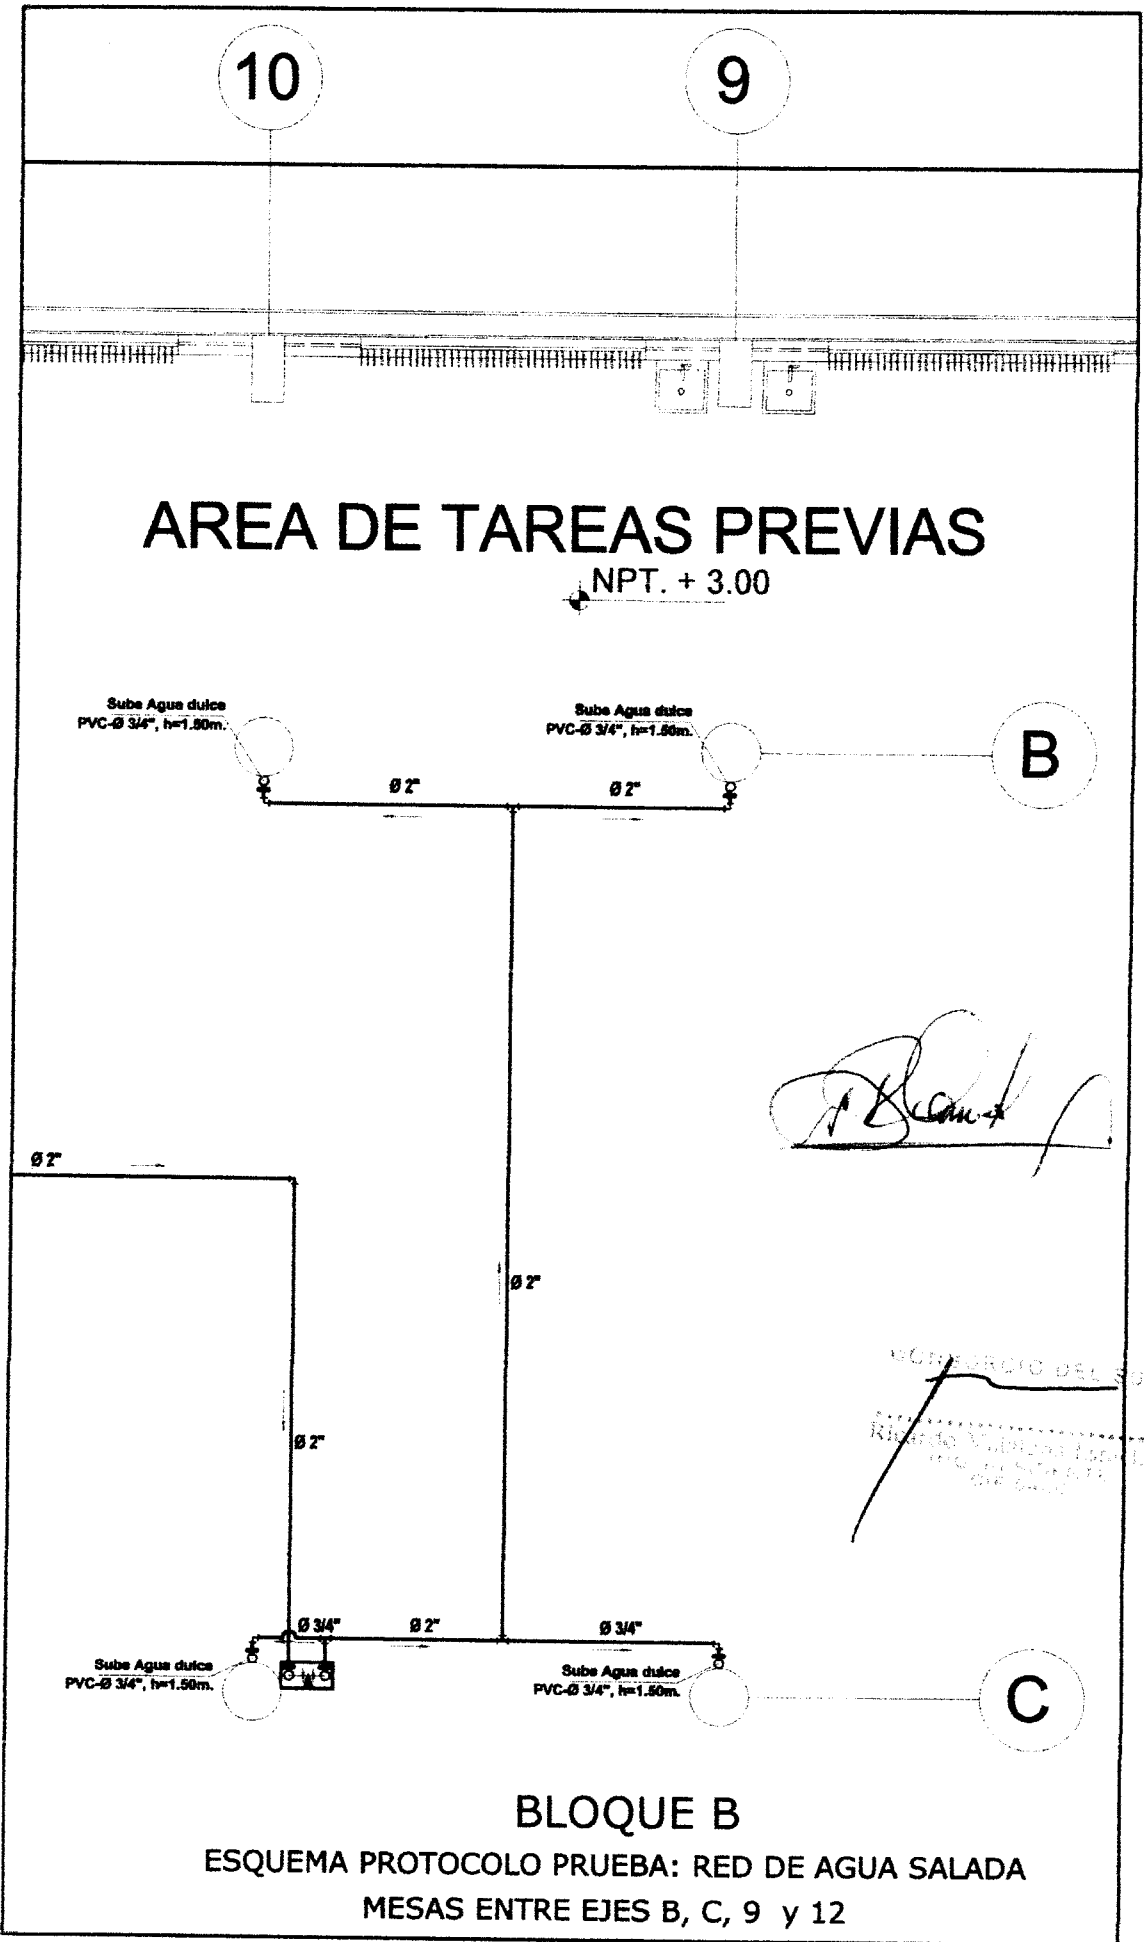 10
9
AREA DE TAREAS PREVIAS
NPT. + 3.00
Sube Agua dulce
PVC-Ø 3/4", h=1.50m.
Sube Agua dulce
PVC-Ø 3/4", h=1.50m.
B
Ø 2"
Ø 2"
Ø 2"
Ø 2"
CONSORCIO DEL
Ricardo
Ø 2"
Ø 3/4"
Ø 2"
Ø 3/4"
Sube Agua dulce
PVC-Ø 3/4", h=1.50m.
Sube Agua dulce
PVC-Ø 3/4", h=1.50m.
C
BLOQUE B
ESQUEMA PROTOCOLO PRUEBA: RED DE AGUA SALADA
MESAS ENTRE EJES B, C, 9 y 12